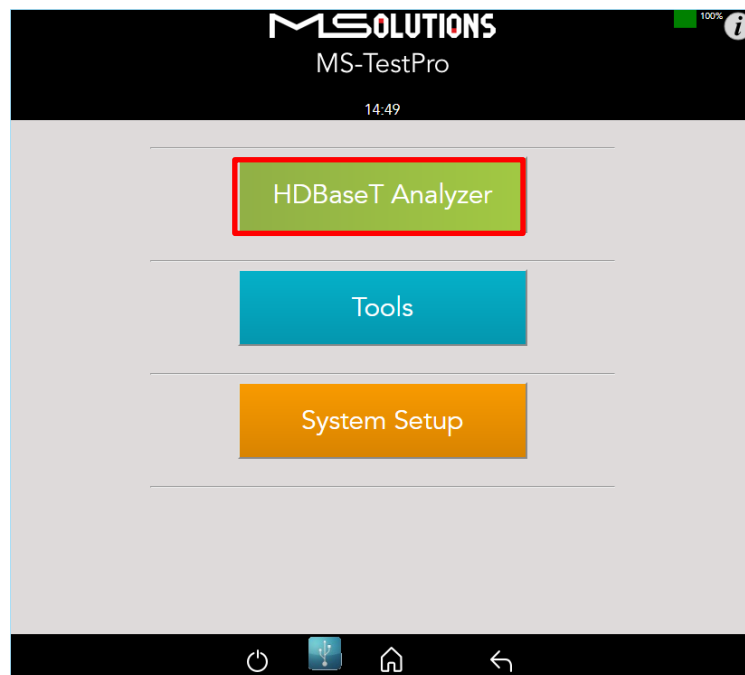 MSOLUTIONS
100%
i
MS-TestPro
14:49
HDBaseT Analyzer
Tools
System Setup